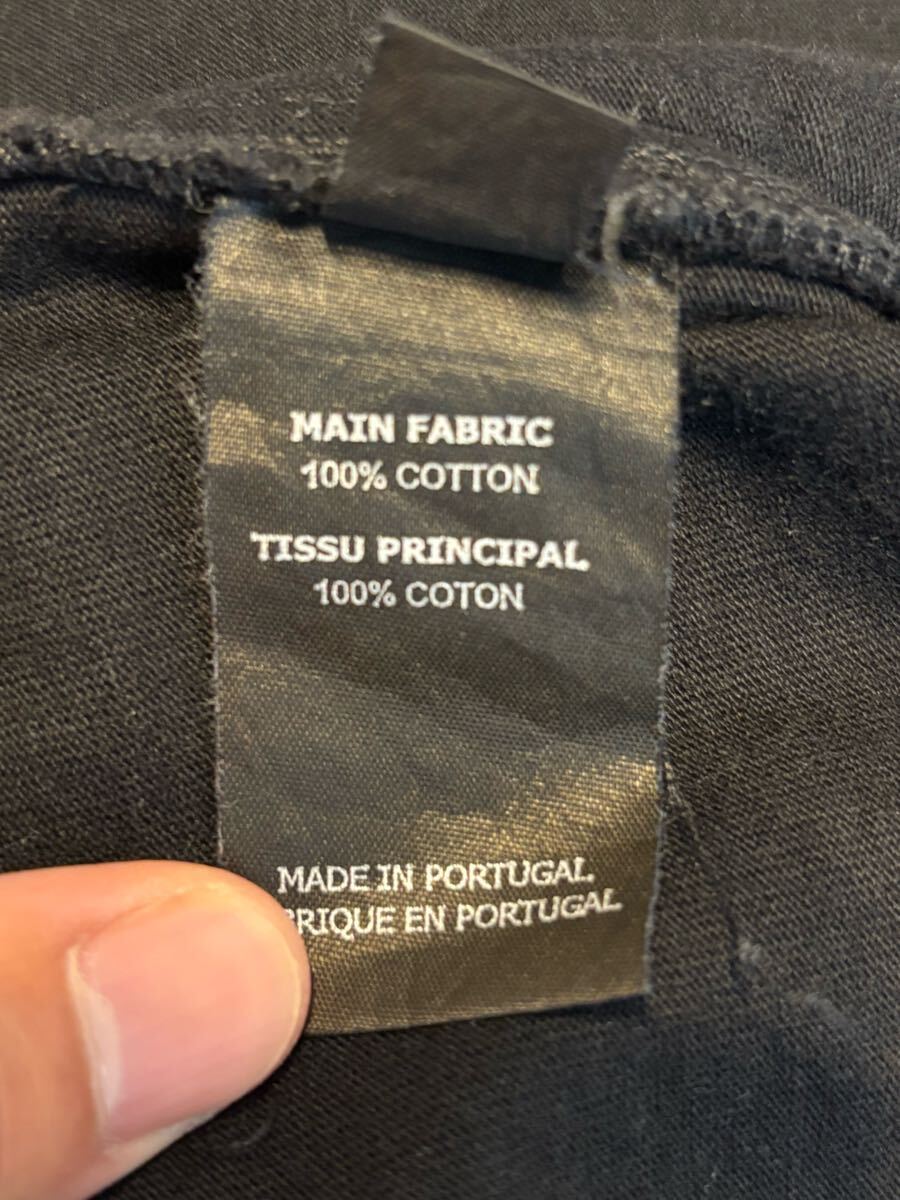 MAIN FABRIC
100% COTTON
TISSU PRINCIPAL
100% COTON
MADE IN PORTUGAL
EN PORTUGAL